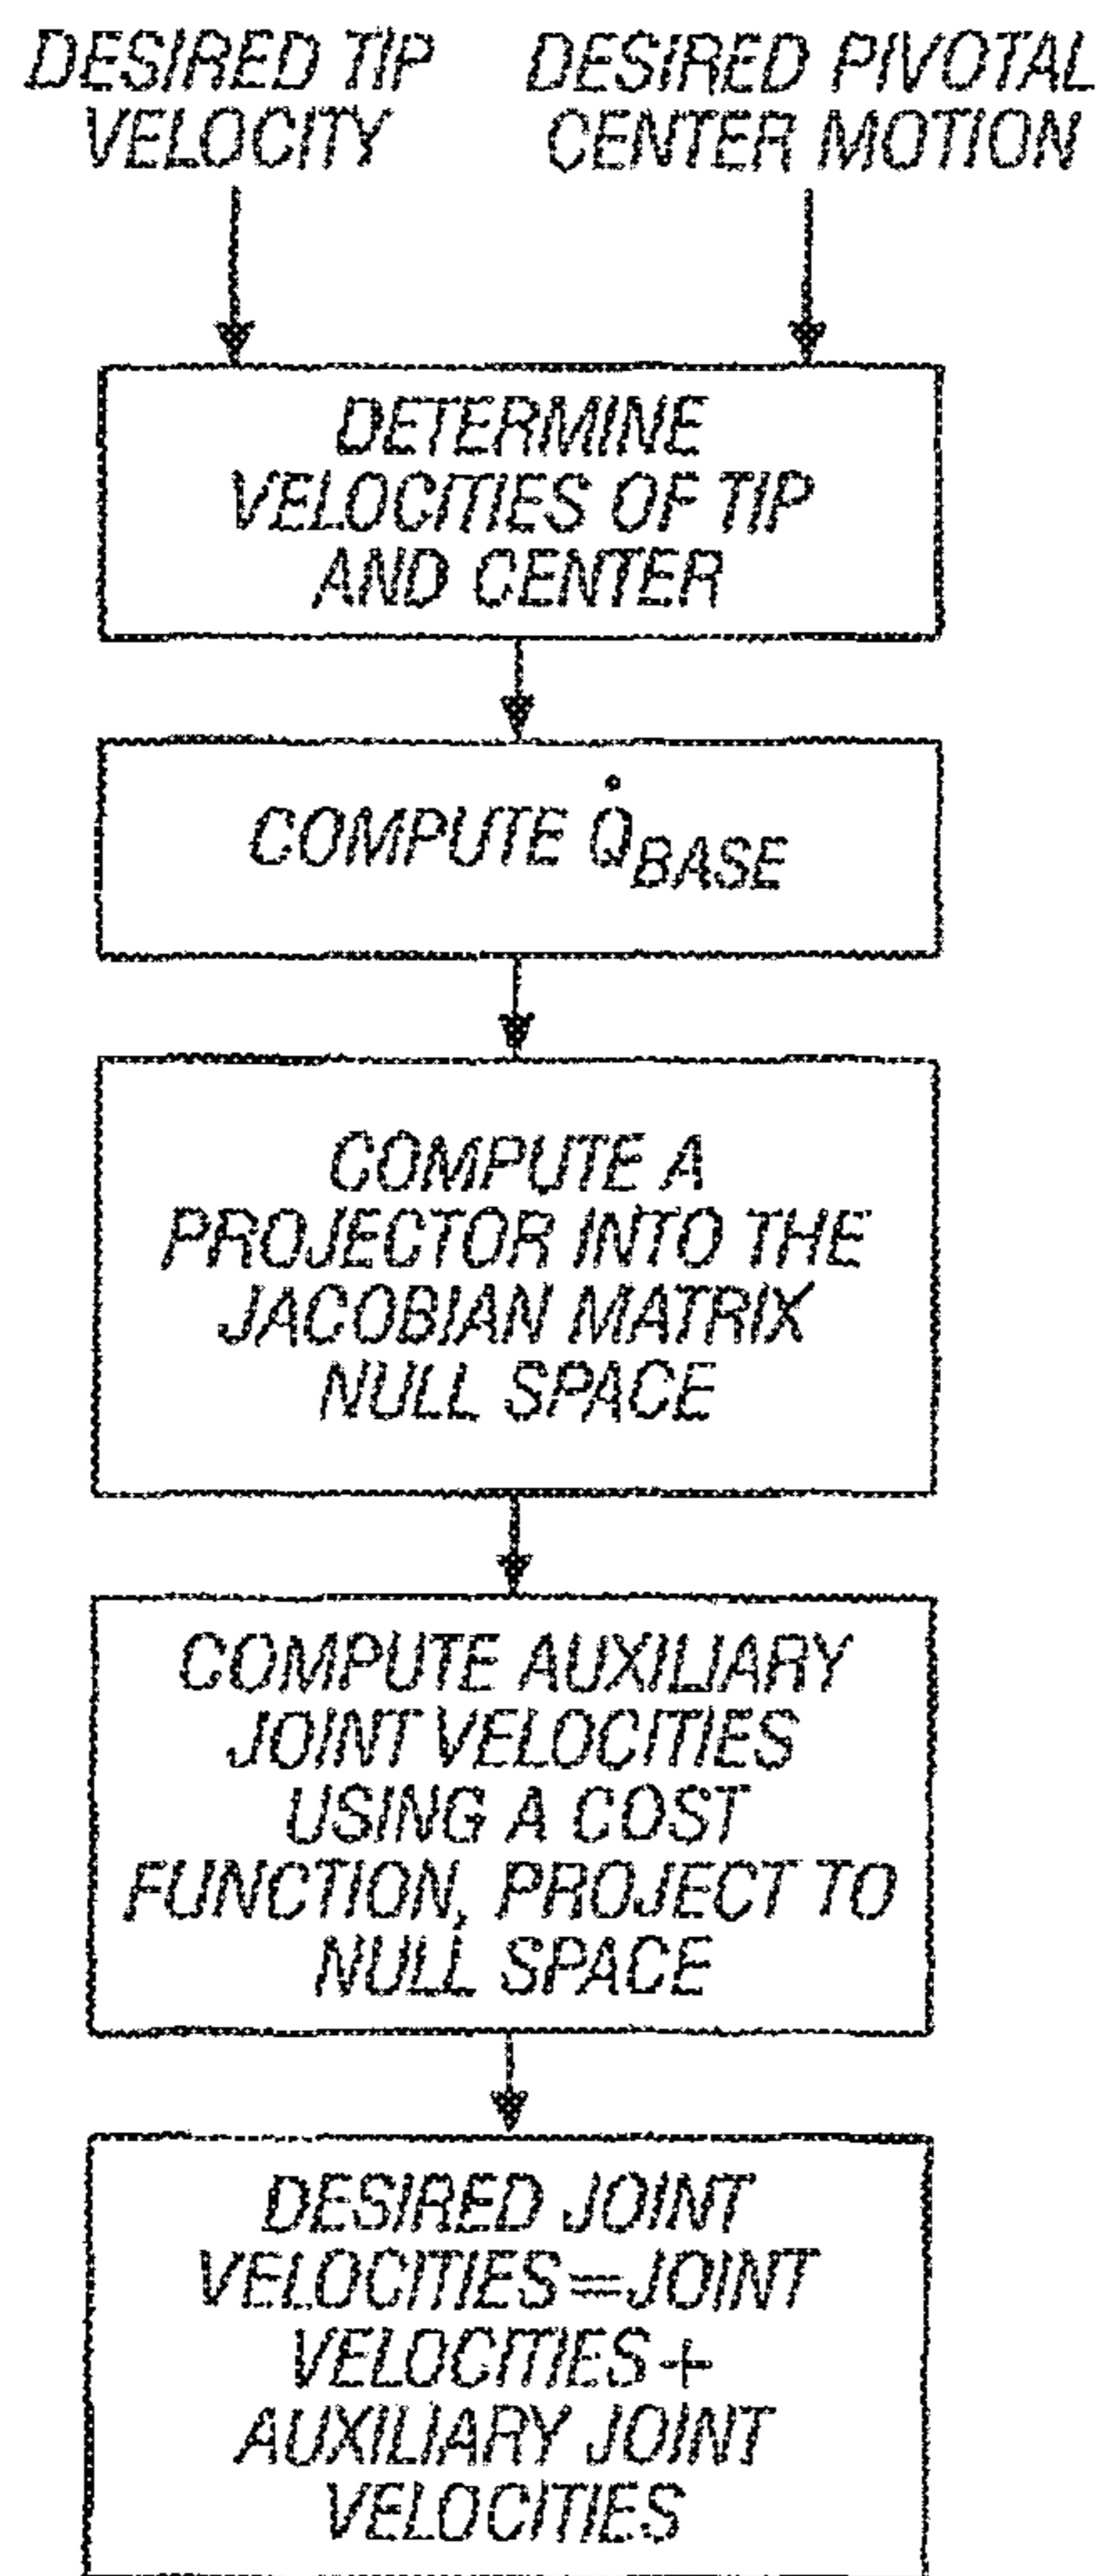 DESIRED TIP
VELOCITY
DESIRED PIVOTAL
CENTER MOTION
DETERMINE
VELOCITIES OF TIP
AND CENTER
COMPUTE Q̇BASE
COMPUTE A
PROJECTOR INTO THE
JACOBIAN MATRIX
NULL SPACE
COMPUTE AUXILIARY
JOINT VELOCITIES
USING A COST
FUNCTION, PROJECT TO
NULL SPACE
DESIRED JOINT
VELOCITIES=JOINT
VELOCITIES+
AUXILIARY JOINT
VELOCITIES